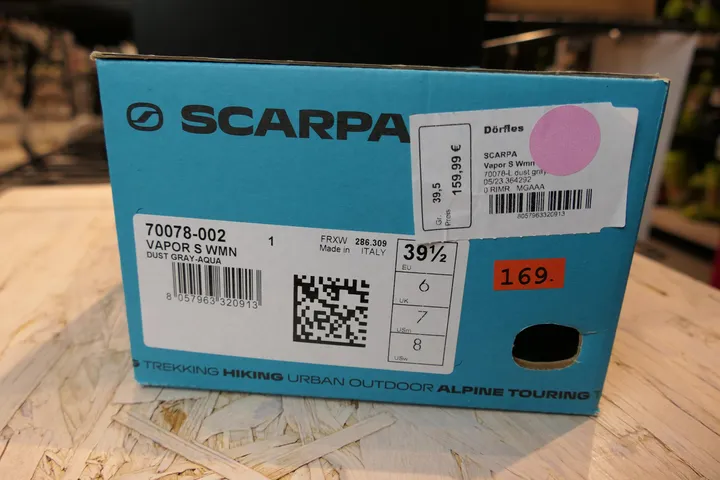 SCARPA
Dörfles
SCARPA
Vapor S Wmn
70078-L dust gray
05/23 364292
0 RIMR MGAAA
8057963320913
Gr. 39,5
Preis 159,99 €
70078-002
VAPOR S WMN
DUST GRAY-AQUA
8 057963 320913
1
FRXW 286.309
Made in ITALY
39½
EU
6
UK
7
USm
8
USw
169.-
G TREKKING HIKING URBAN OUTDOOR ALPINE TOURING